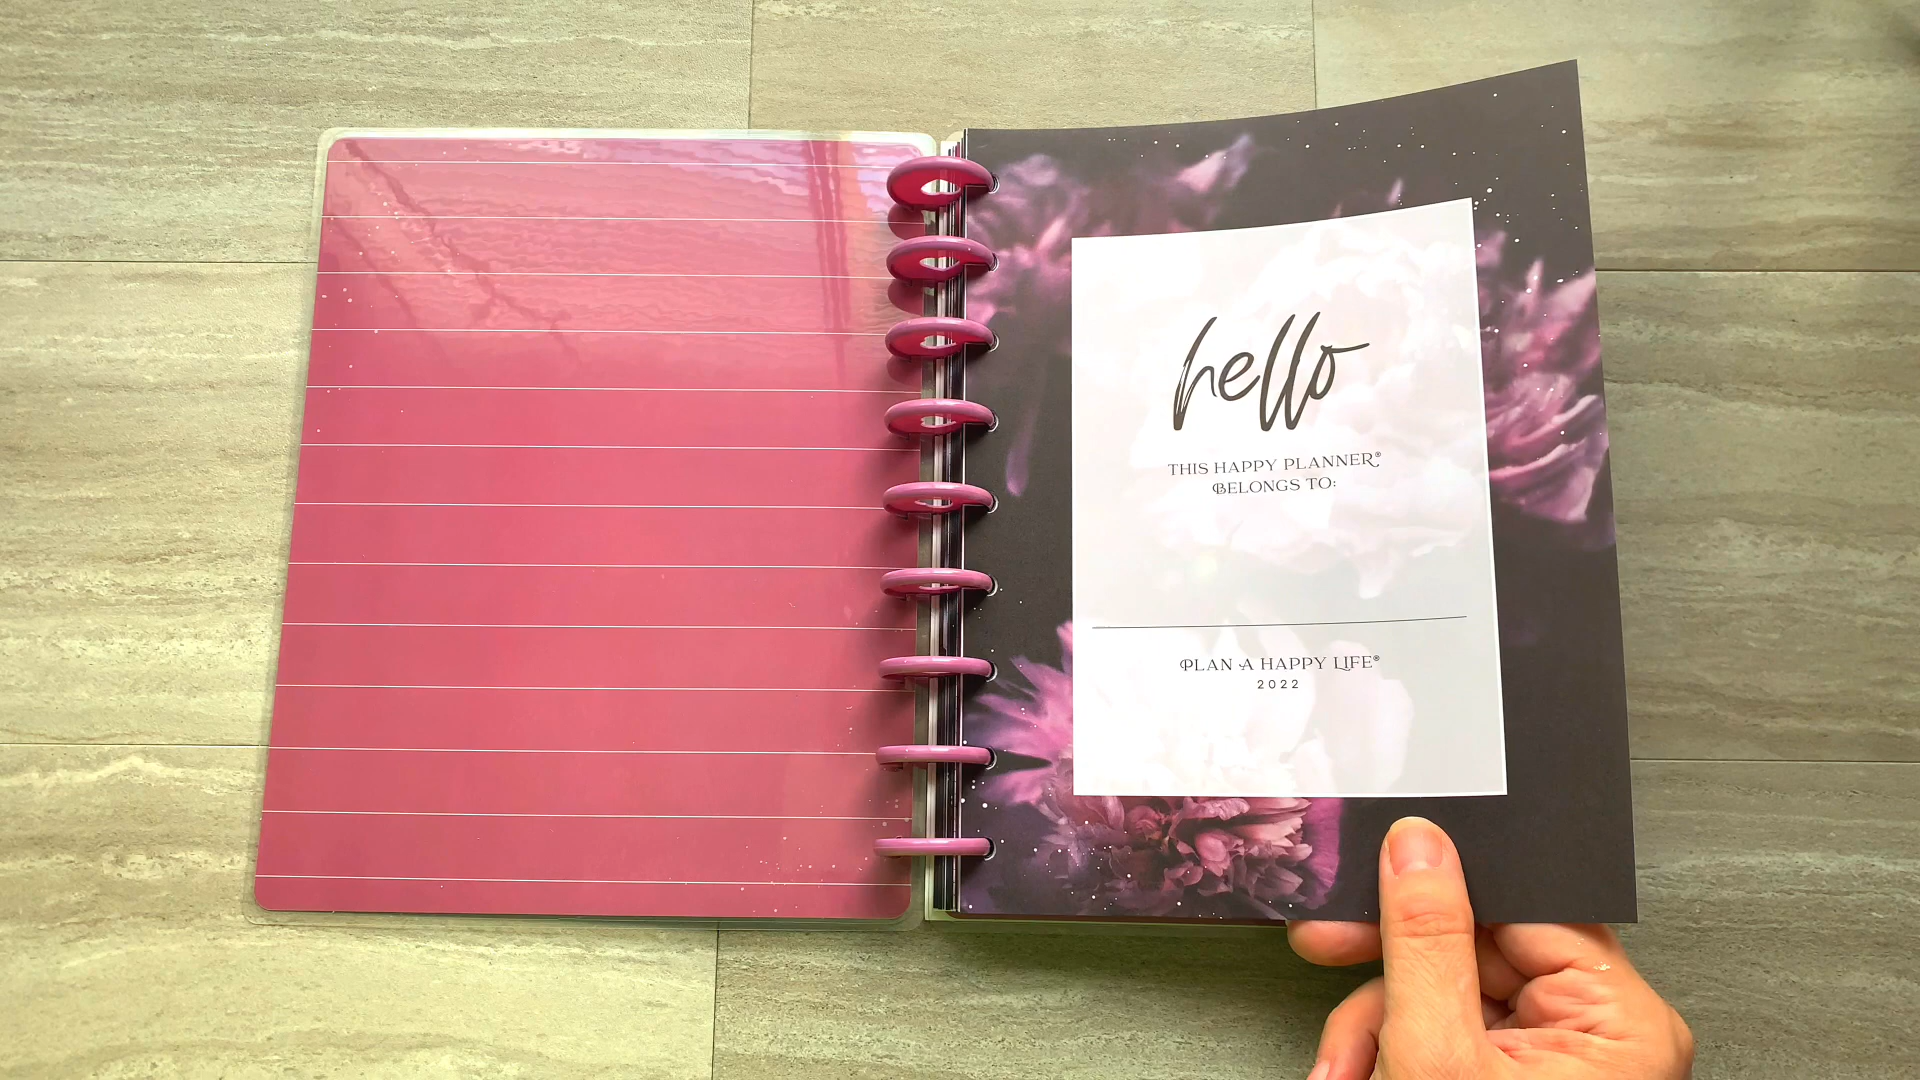 hello
THIS HAPPY PLANNER®
BELONGS TO:
PLAN A HAPPY LIFE®
2022